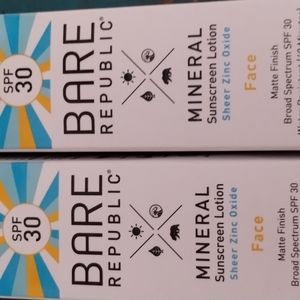 SPF
30
BARE
REPUBLIC®
MINERAL
Sunscreen Lotion
Sheer Zinc Oxide
Face
Matte Finish
Broad Spectrum SPF 30
SPF
30
BARE
REPUBLIC®
MINERAL
Sunscreen Lotion
Sheer Zinc Oxide
Face
Matte Finish
Broad Spectrum SPF 30